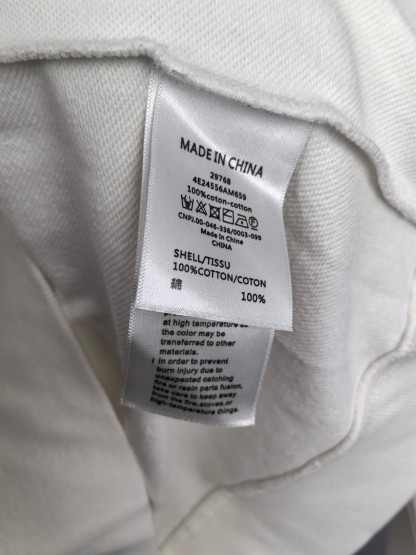 MADE IN CHINA
29768
4E24556AM659
100%coton-cotton
CNPJ.00-046-336/0003-099
Made in China
CHINA
SHELL/TISSU
100%COTTON/COTON
綿 100%
at high temperature as
the color may be
transferred to other
materials.
In order to prevent
burn injury due to
unexpected catching
fire or resin parts fusion,
take care to keep away
from the fire,stoves,or
high-temperature things.